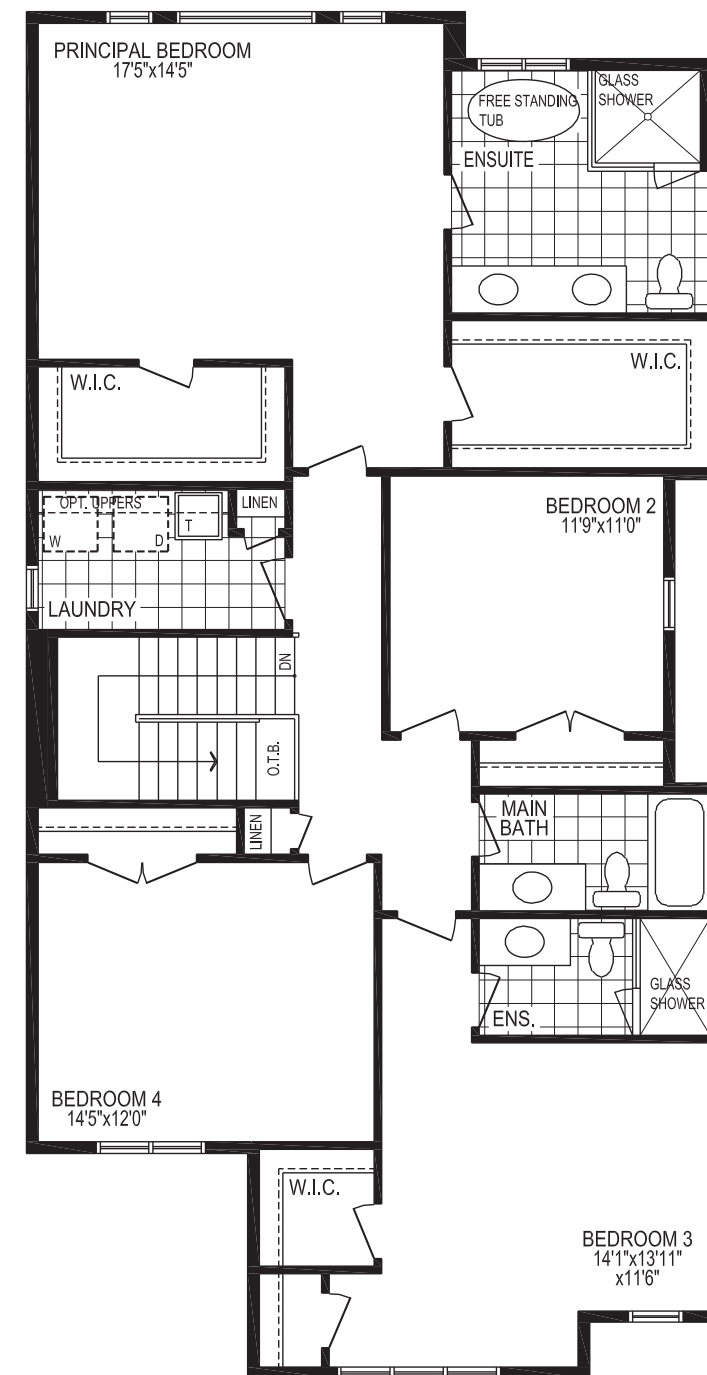 PRINCIPAL BEDROOM
17'5"x14'5"
GLASS
SHOWER
FREE STANDING
TUB
ENSUITE
W.I.C.
W.I.C.
OPT. UPPERS
LINEN
T
W
D
LAUNDRY
BEDROOM 2
11'9"x11'0"
DN
O.T.B.
LINEN
MAIN
BATH
GLASS
SHOWER
ENS.
BEDROOM 4
14'5"x12'0"
W.I.C.
BEDROOM 3
14'1"x13'11"
x11'6"